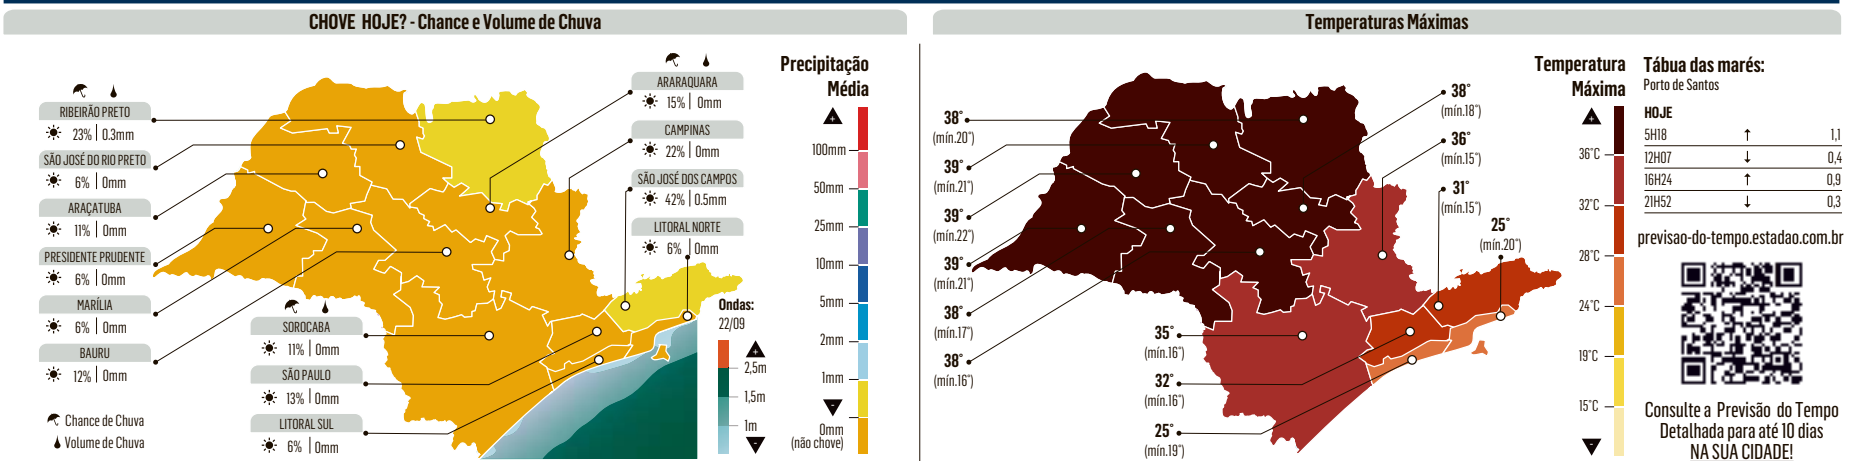 CHOVE HOJE? - Chance e Volume de Chuva
RIBEIRÃO PRETO
23% | 0.3mm
SÃO JOSÉ DO RIO PRETO
6% | 0mm
ARAÇATUBA
11% | 0mm
PRESIDENTE PRUDENTE
6% | 0mm
MARÍLIA
6% | 0mm
BAURU
12% | 0mm
Chance de Chuva
Volume de Chuva
SOROCABA
11% | 0mm
SÃO PAULO
13% | 0mm
LITORAL SUL
6% | 0mm
ARARAQUARA
15% | 0mm
CAMPINAS
22% | 0mm
SÃO JOSÉ DOS CAMPOS
42% | 0.5mm
LITORAL NORTE
6% | 0mm
Ondas:
22/09
+
2,5m
1,5m
1m
-
Precipitação
Média
+
100mm
50mm
25mm
10mm
5mm
2mm
1mm
-
0mm
(não chove)
Temperaturas Máximas
38°
(mín.20°)
39°
(mín.21°)
39°
(mín.22°)
39°
(mín.21°)
38°
(mín.17°)
38°
(mín.16°)
35°
(mín.16°)
32°
(mín.16°)
25°
(mín.19°)
38°
(mín.18°)
36°
(mín.15°)
31°
(mín.15°)
25°
(mín.20°)
Temperatura
Máxima
+
36°C
32°C
28°C
24°C
19°C
15°C
-
Tábua das marés:
Porto de Santos
HOJE
5H18 ↑ 1,1
12H07 ↓ 0,4
16H24 ↑ 0,9
21H52 ↓ 0,3
previsao-do-tempo.estadao.com.br
Consulte a Previsão do Tempo
Detalhada para até 10 dias
NA SUA CIDADE!